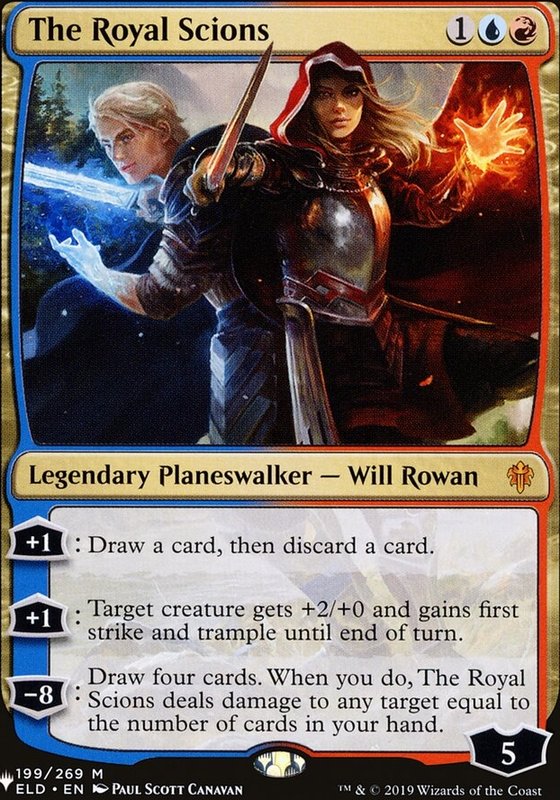 The Royal Scions 1
Legendary Planeswalker — Will Rowan
+1 : Draw a card, then discard a card.
+1 : Target creature gets +2/+0 and gains first
strike and trample until end of turn.
−8 : Draw four cards. When you do, The Royal
Scions deals damage to any target equal to
the number of cards in your hand.
5
199/269 M
ELD • EN Paul Scott Canavan
™ & © 2019 Wizards of the Coast